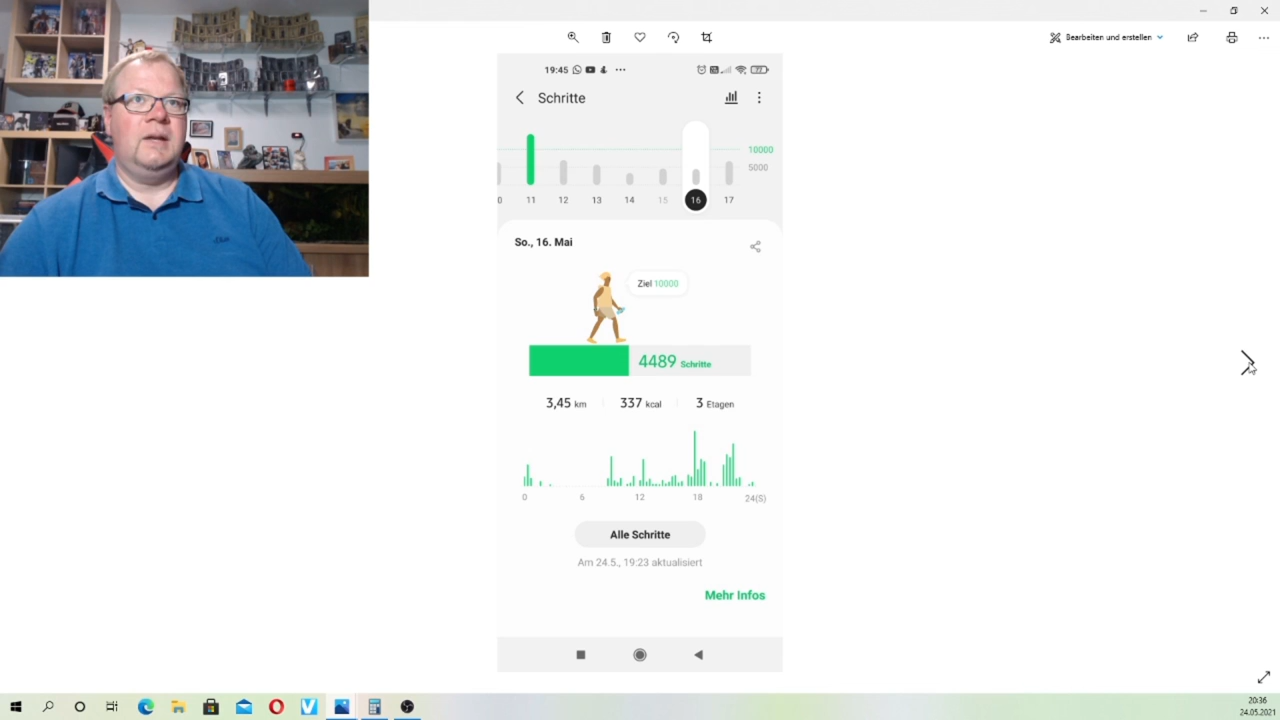 Bearbeiten und erstellen
19:45
77
Schritte
10000
5000
0 11 12 13 14 15 16 17
So., 16. Mai
Ziel 10000
4489 Schritte
3,45 km 337 kcal 3 Etagen
0 6 12 18 24(S)
Alle Schritte
Am 24.5., 19:23 aktualisiert
Mehr Infos
20:36
24.05.2021